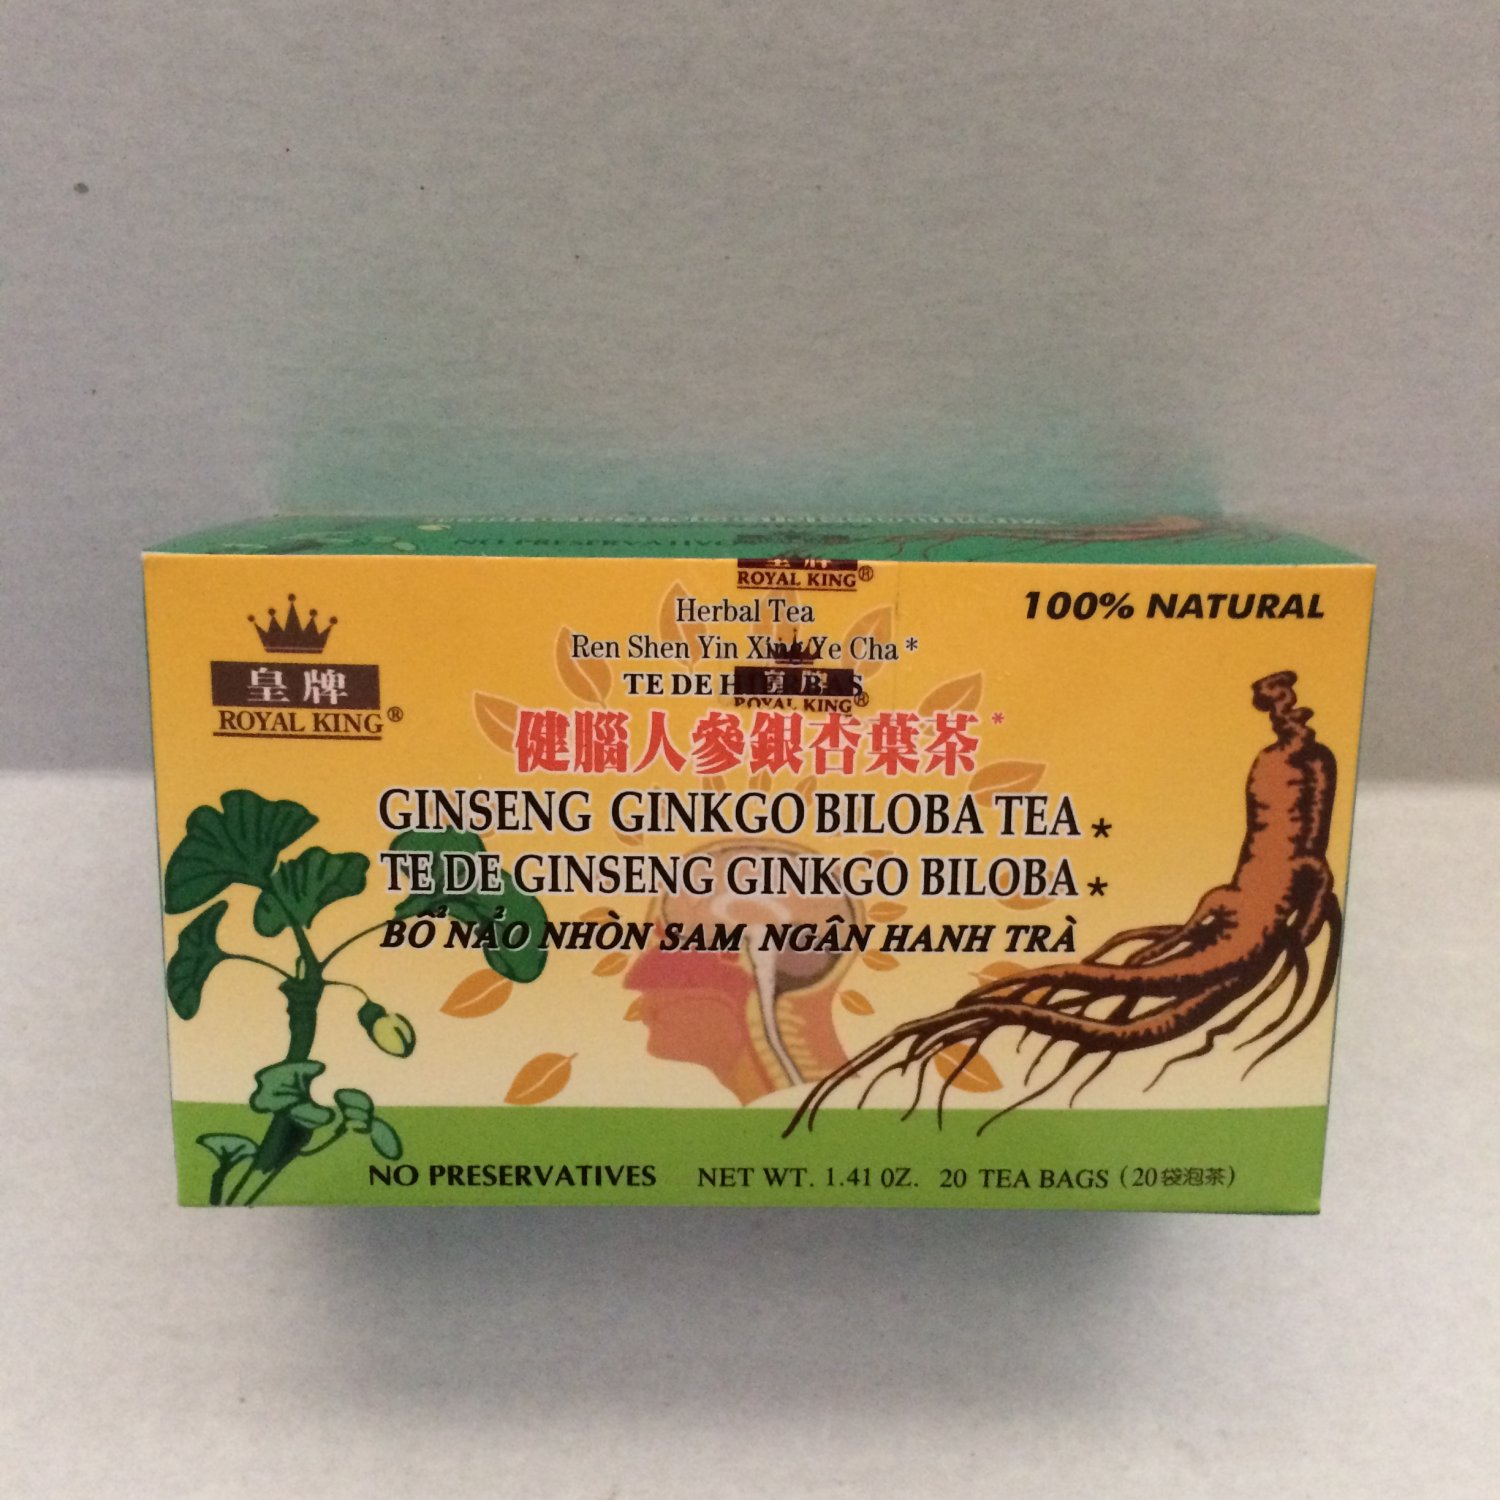 ROYAL KING®
100% NATURAL
Herbal Tea
Ren Shen Yin Xing Ye Cha*
TE DE HIERBAS
皇牌
ROYAL KING®
ROYAL KING®
健腦人參銀杏葉茶*
GINSENG GINKGO BILOBA TEA*
TE DE GINSENG GINKGO BILOBA*
BỔ NẢO NHÒN SAM NGÂN HANH TRÀ
NO PRESERVATIVES NET WT. 1.41 OZ. 20 TEA BAGS (20袋泡茶)
NO PRESERVATIVES